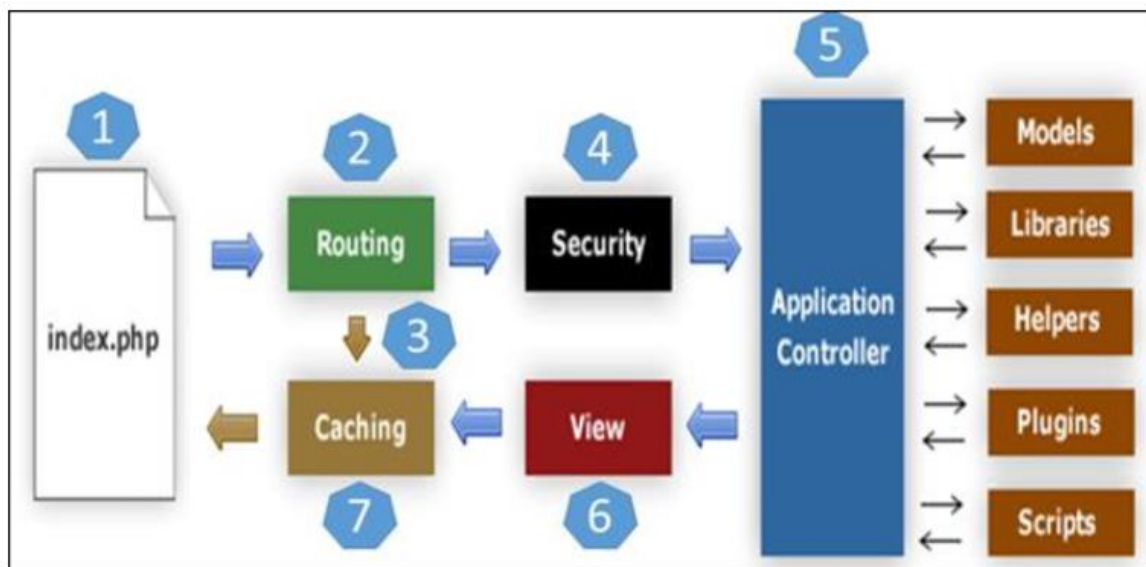 1
index.php
2
Routing
3
4
Security
5
Application
Controller
Models
Libraries
Helpers
Plugins
Scripts
View
6
Caching
7